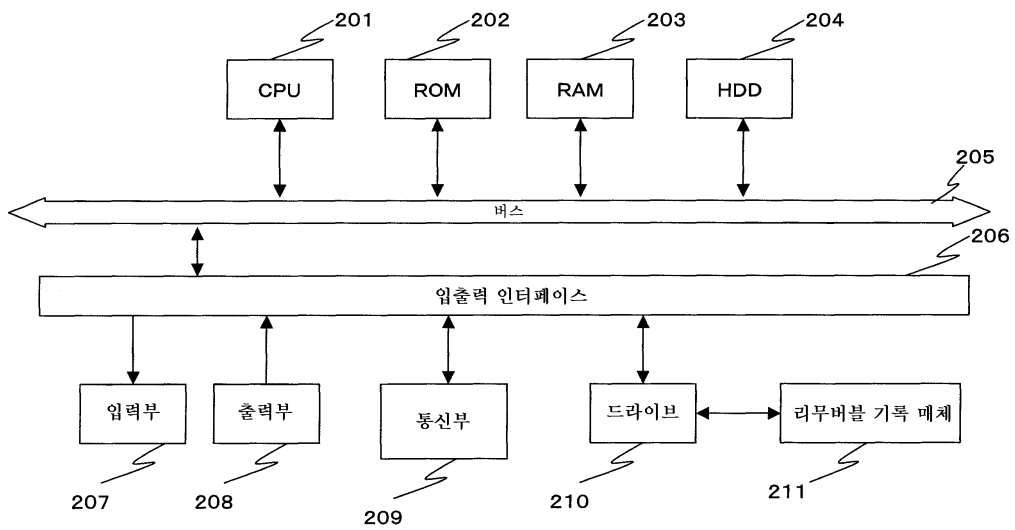 201
202
203
204
CPU
ROM
RAM
HDD
205
버스
206
입출력 인터페이스
입력부
출력부
통신부
드라이브
리무버블 기록 매체
207
208
209
210
211